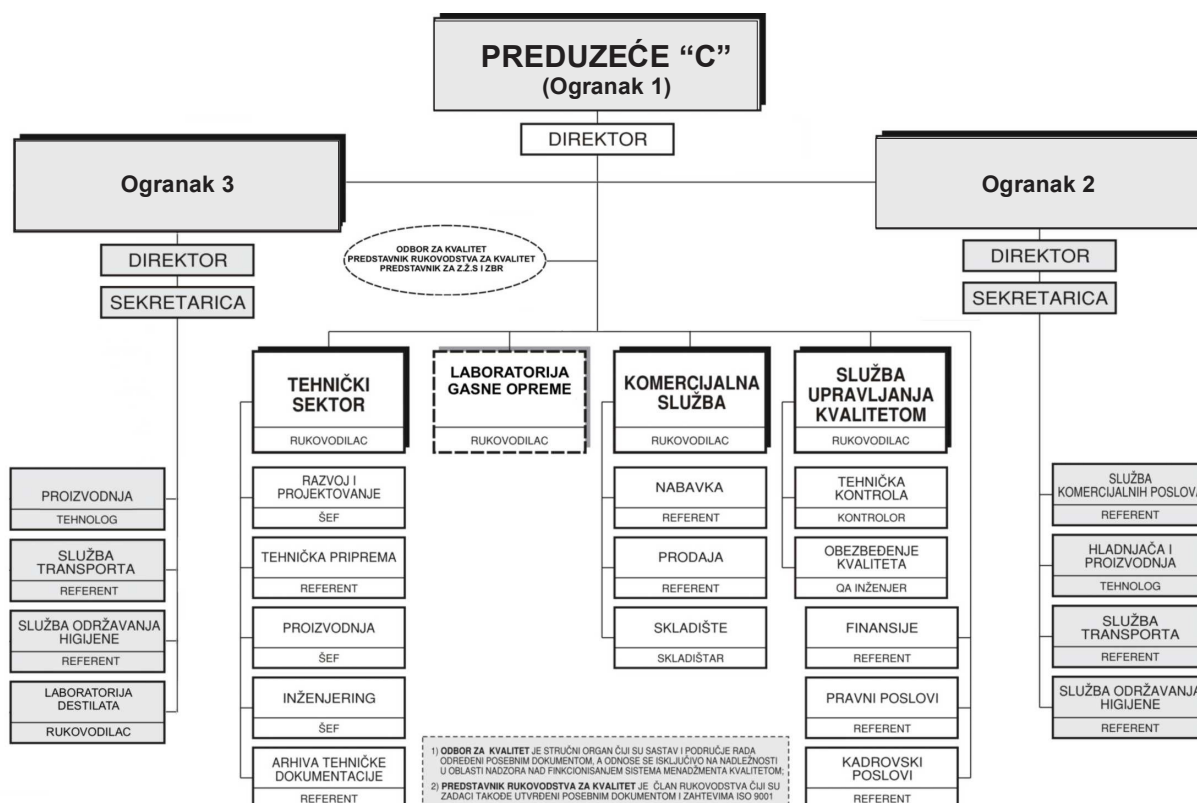 PREDUZEĆE “C”
(Ogranak 1)
DIREKTOR
Ogranak 3
DIREKTOR
SEKRETARICA
Ogranak 2
DIREKTOR
SEKRETARICA
ODBOR ZA KVALITET
PREDSTAVNIK RUKOVODSTVA ZA KVALITET
PREDSTAVNIK ZA Z.Ž.S I ZBR
PROIZVODNJA
TEHNOLOG
SLUŽBA
TRANSPORTA
REFERENT
SLUŽBA ODRŽAVANJA
HIGIJENE
REFERENT
LABORATORIJA
DESTILATA
RUKOVODILAC
TEHNIČKI
SEKTOR
RUKOVODILAC
RAZVOJ I
PROJEKTOVANJE
ŠEF
TEHNIČKA PRIPREMA
REFERENT
PROIZVODNJA
ŠEF
INŽENJERING
ŠEF
ARHIVA TEHNIČKE
DOKUMENTACIJE
REFERENT
LABORATORIJA
GASNE OPREME
RUKOVODILAC
KOMERCIJALNA
SLUŽBA
RUKOVODILAC
NABAVKA
REFERENT
PRODAJA
REFERENT
SKLADIŠTE
SKLADIŠTAR
SLUŽBA
UPRAVLJANJA
KVALITETOM
RUKOVODILAC
TEHNIČKA
KONTROLA
KONTROLOR
OBEZBEĐENJE
KVALITETA
QA INŽENJER
FINANSIJE
REFERENT
PRAVNI POSLOVI
REFERENT
KADROVSKI
POSLOVI
REFERENT
SLUŽBA
KOMERCIJALNIH POSLOVA
REFERENT
HLADNJAČA I
PROIZVODNJA
TEHNOLOG
SLUŽBA
TRANSPORTA
REFERENT
SLUŽBA ODRŽAVANJA
HIGIJENE
REFERENT
1) ODBOR ZA KVALITET JE STRUČNI ORGAN ČIJI SU SASTAV I PODRUČJE RADA
ODREĐENI POSEBNIM DOKUMENTOM, A ODNOSE SE ISKLJUČIVO NA NADLEŽNOSTI
U OBLASTI NADZORA NAD FINKCIONISANJEM SISTEMA MENADŽMENTA KVALITETOM;
2) PREDSTAVNIK RUKOVODSTVA ZA KVALITET JE ČLAN RUKOVODSTVA ČIJI SU
ZADACI TAKOĐE UTVRĐENI POSEBNIM DOKUMENTOM I ZAHTEVIMA ISO 9001